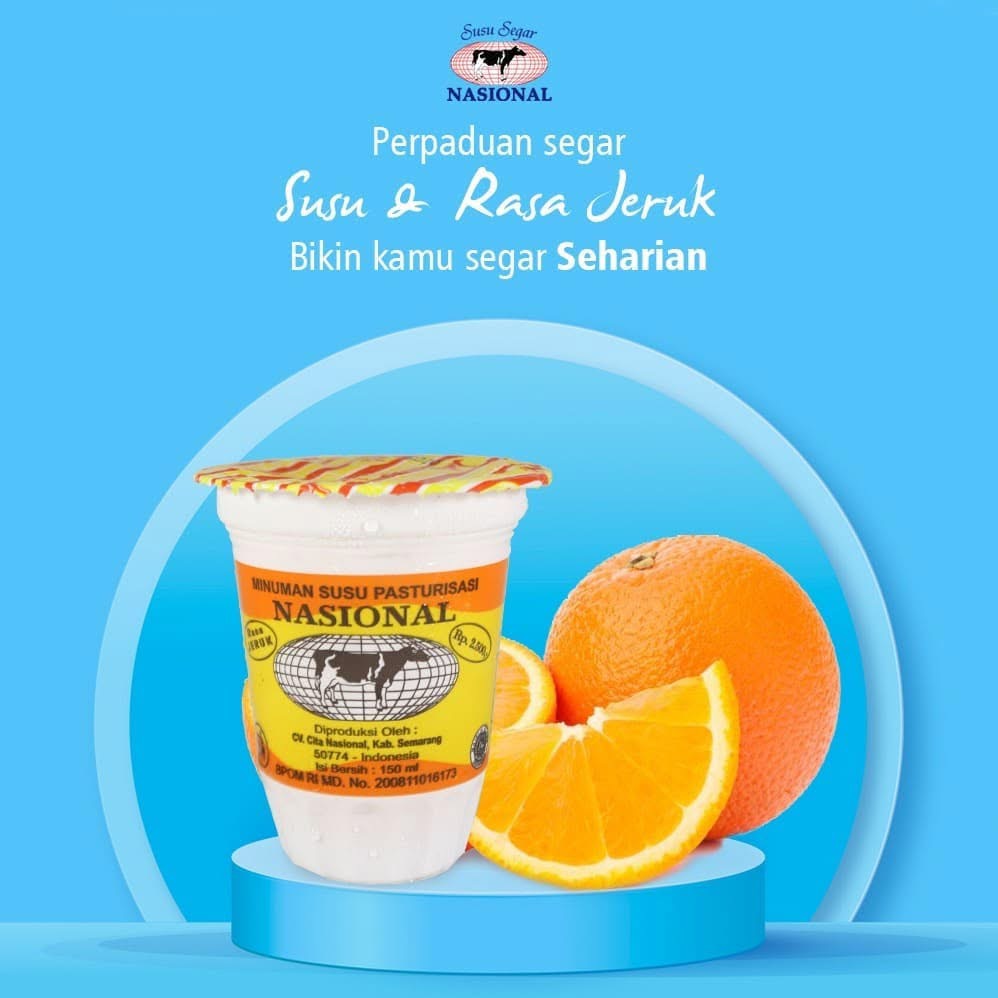 Susu Segar
NASIONAL
Perpaduan segar
Susu & Rasa Jeruk
Bikin kamu segar Seharian
MINUMAN SUSU PASTURISASI
NASIONAL
Rasa
JERUK
Rp. 2.500,-
Diproduksi Oleh :
CV. Cita Nasional, Kab. Semarang
50774 - Indonesia
Isi Bersih : 150 ml
BPOM RI MD. No. 200811016173